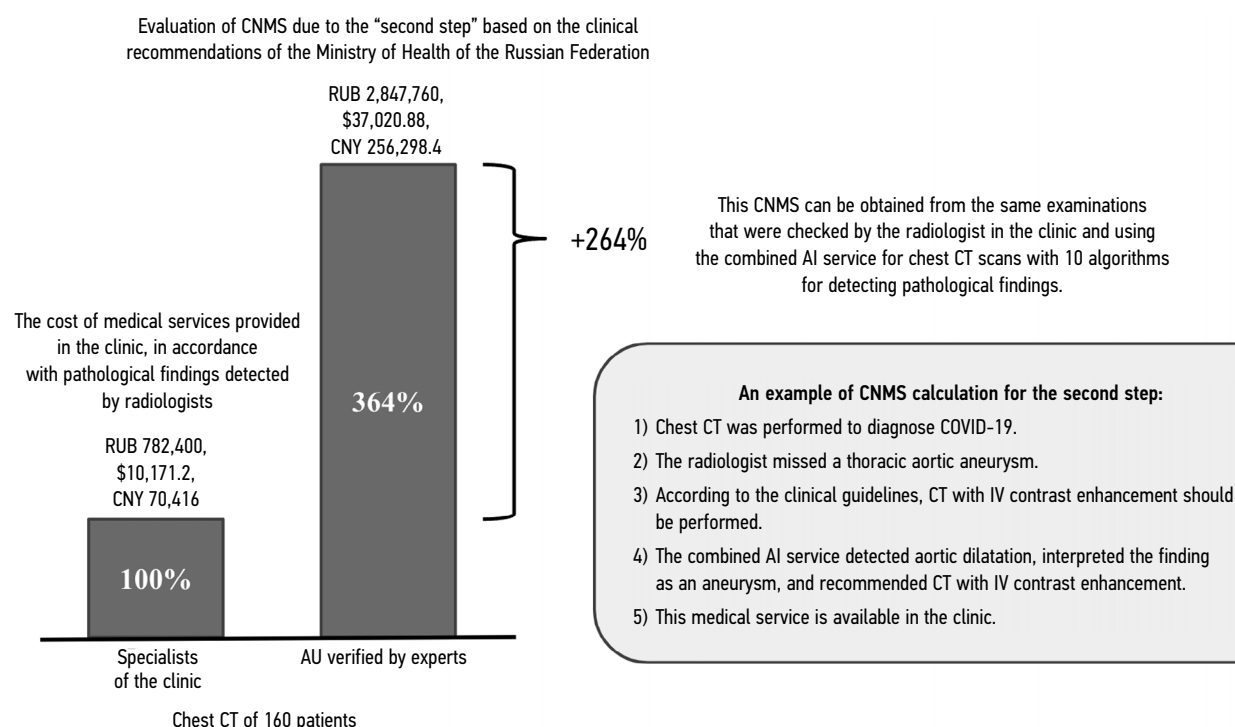 Evaluation of CNMS due to the “second step” based on the clinical
recommendations of the Ministry of Health of the Russian Federation
RUB 2,847,760,
$37,020.88,
CNY 256,298.4
+264%
This CNMS can be obtained from the same examinations
that were checked by the radiologist in the clinic and using
the combined AI service for chest CT scans with 10 algorithms
for detecting pathological findings.
The cost of medical services provided
in the clinic, in accordance
with pathological findings detected
by radiologists
RUB 782,400,
$10,171.2,
CNY 70,416
364%
100%
An example of CNMS calculation for the second step:
1) Chest CT was performed to diagnose COVID-19.
2) The radiologist missed a thoracic aortic aneurysm.
3) According to the clinical guidelines, CT with IV contrast enhancement should
be performed.
4) The combined AI service detected aortic dilatation, interpreted the finding
as an aneurysm, and recommended CT with IV contrast enhancement.
5) This medical service is available in the clinic.
Specialists
of the clinic
AU verified by experts
Chest CT of 160 patients